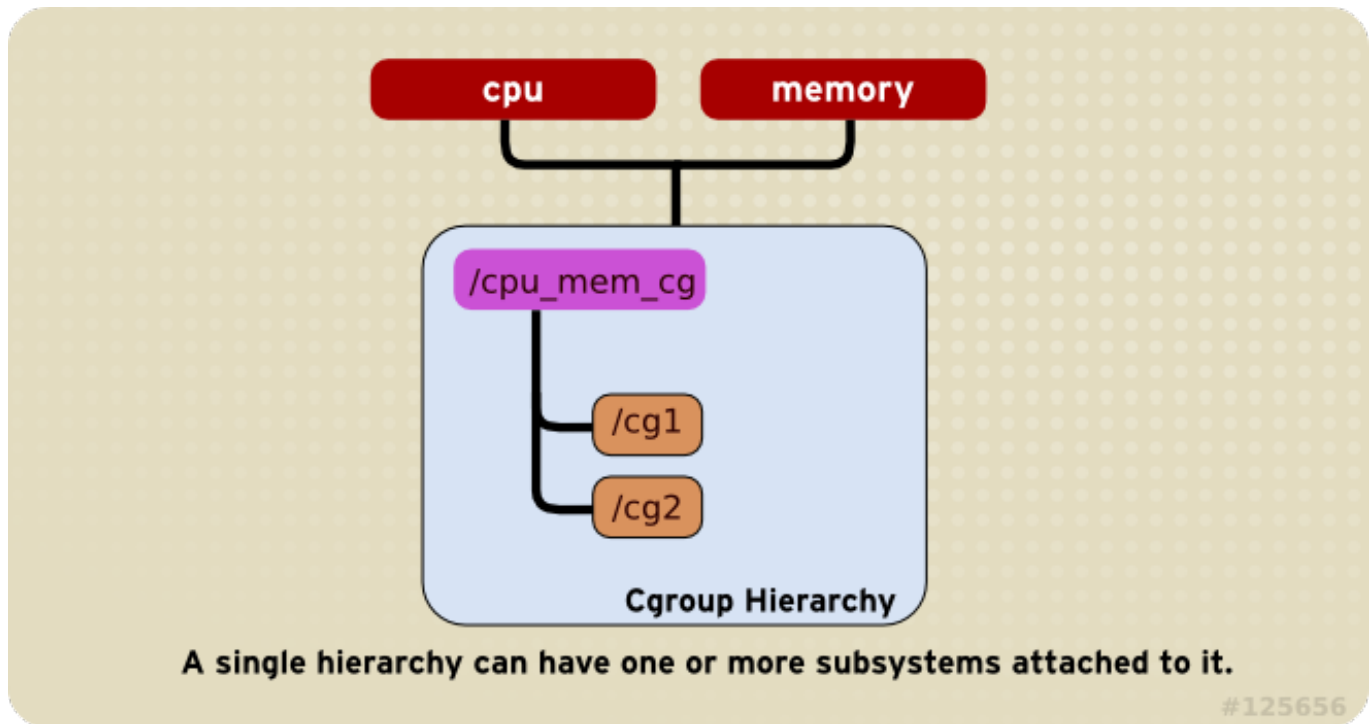 cpu
memory
/cpu_mem_cg
/cg1
/cg2
Cgroup Hierarchy
A single hierarchy can have one or more subsystems attached to it.
#125656